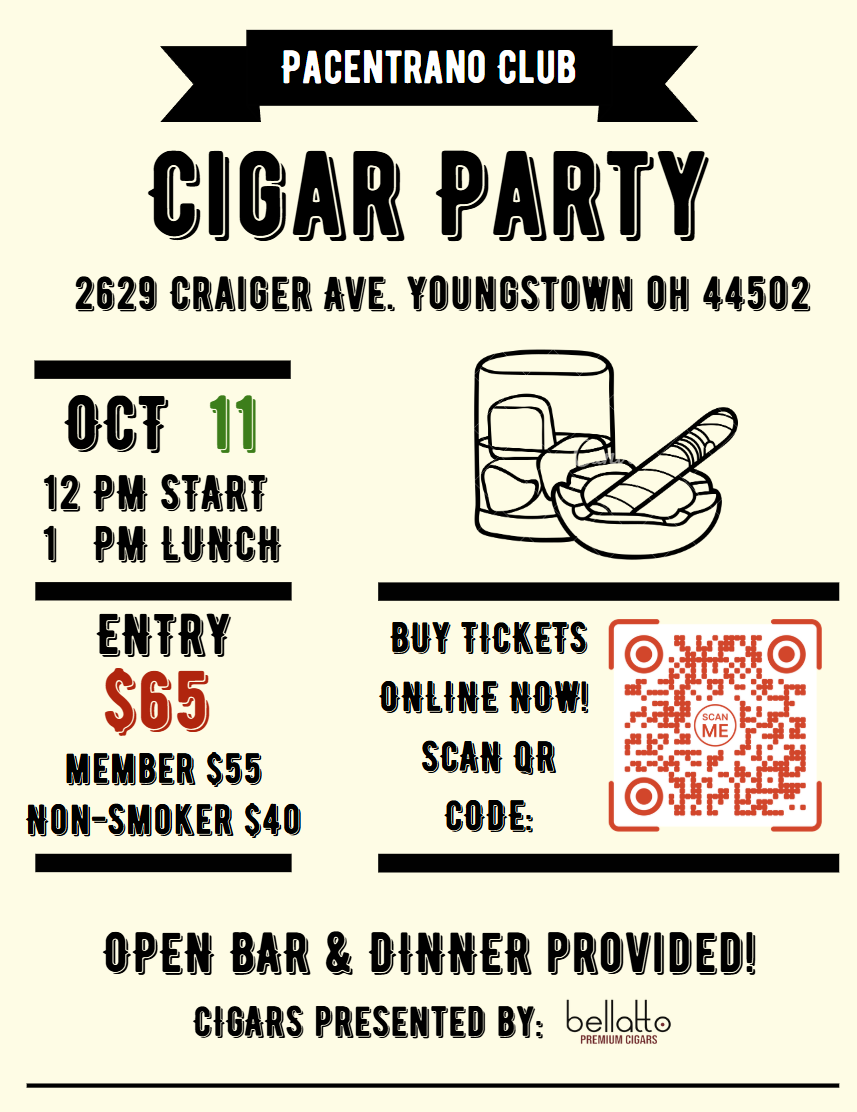 PACENTRANO CLUB
CIGAR PARTY
2629 CRAIGER AVE. YOUNGSTOWN OH 44502
OCT 11
12 PM START
1 PM LUNCH
ENTRY
$65
MEMBER $55
NON-SMOKER $40
BUY TICKETS
ONLINE NOW!
SCAN QR
CODE:
SCAN
ME
OPEN BAR & DINNER PROVIDED!
CIGARS PRESENTED BY: bellatto
PREMIUM CIGARS